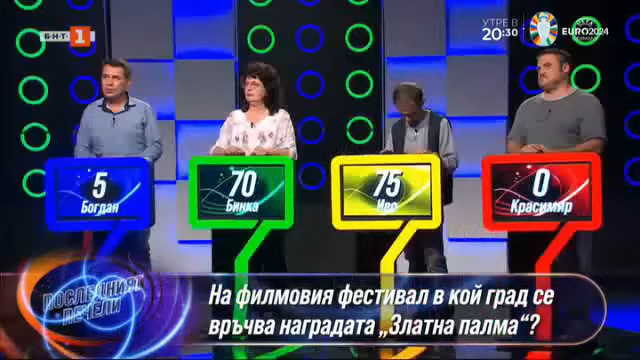 БНТ 1
УТРЕ В
20:30
EURO2024
5
Богдан
70
Бинка
75
Иво
0
Красимир
ПОСЛЕДНИЯТ
ПЕЧЕЛИ
На филмовия фестивал в кой град се
връчва наградата „Златна палма“?